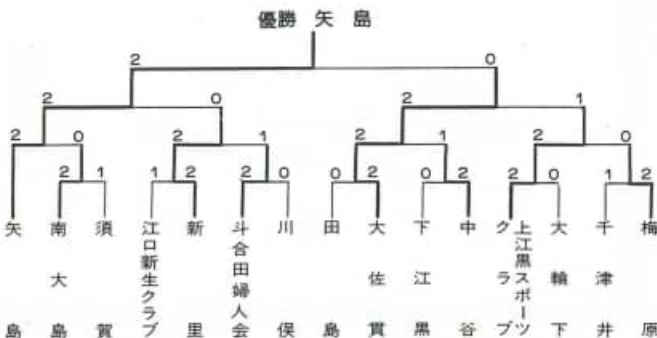 優勝 矢島
2 0
2 0 2 1
2 0 2 1 2 1 2 0
2 1 1 2 2 0 0 2 0 2 2 0 1 2
矢島
南大島
須賀
江口新生クラブ
新里
斗合田婦人会
川俣
田島
大佐貫
下江黒
中谷
上江黒スポーツクラブ
大輪下
千津井
梅原